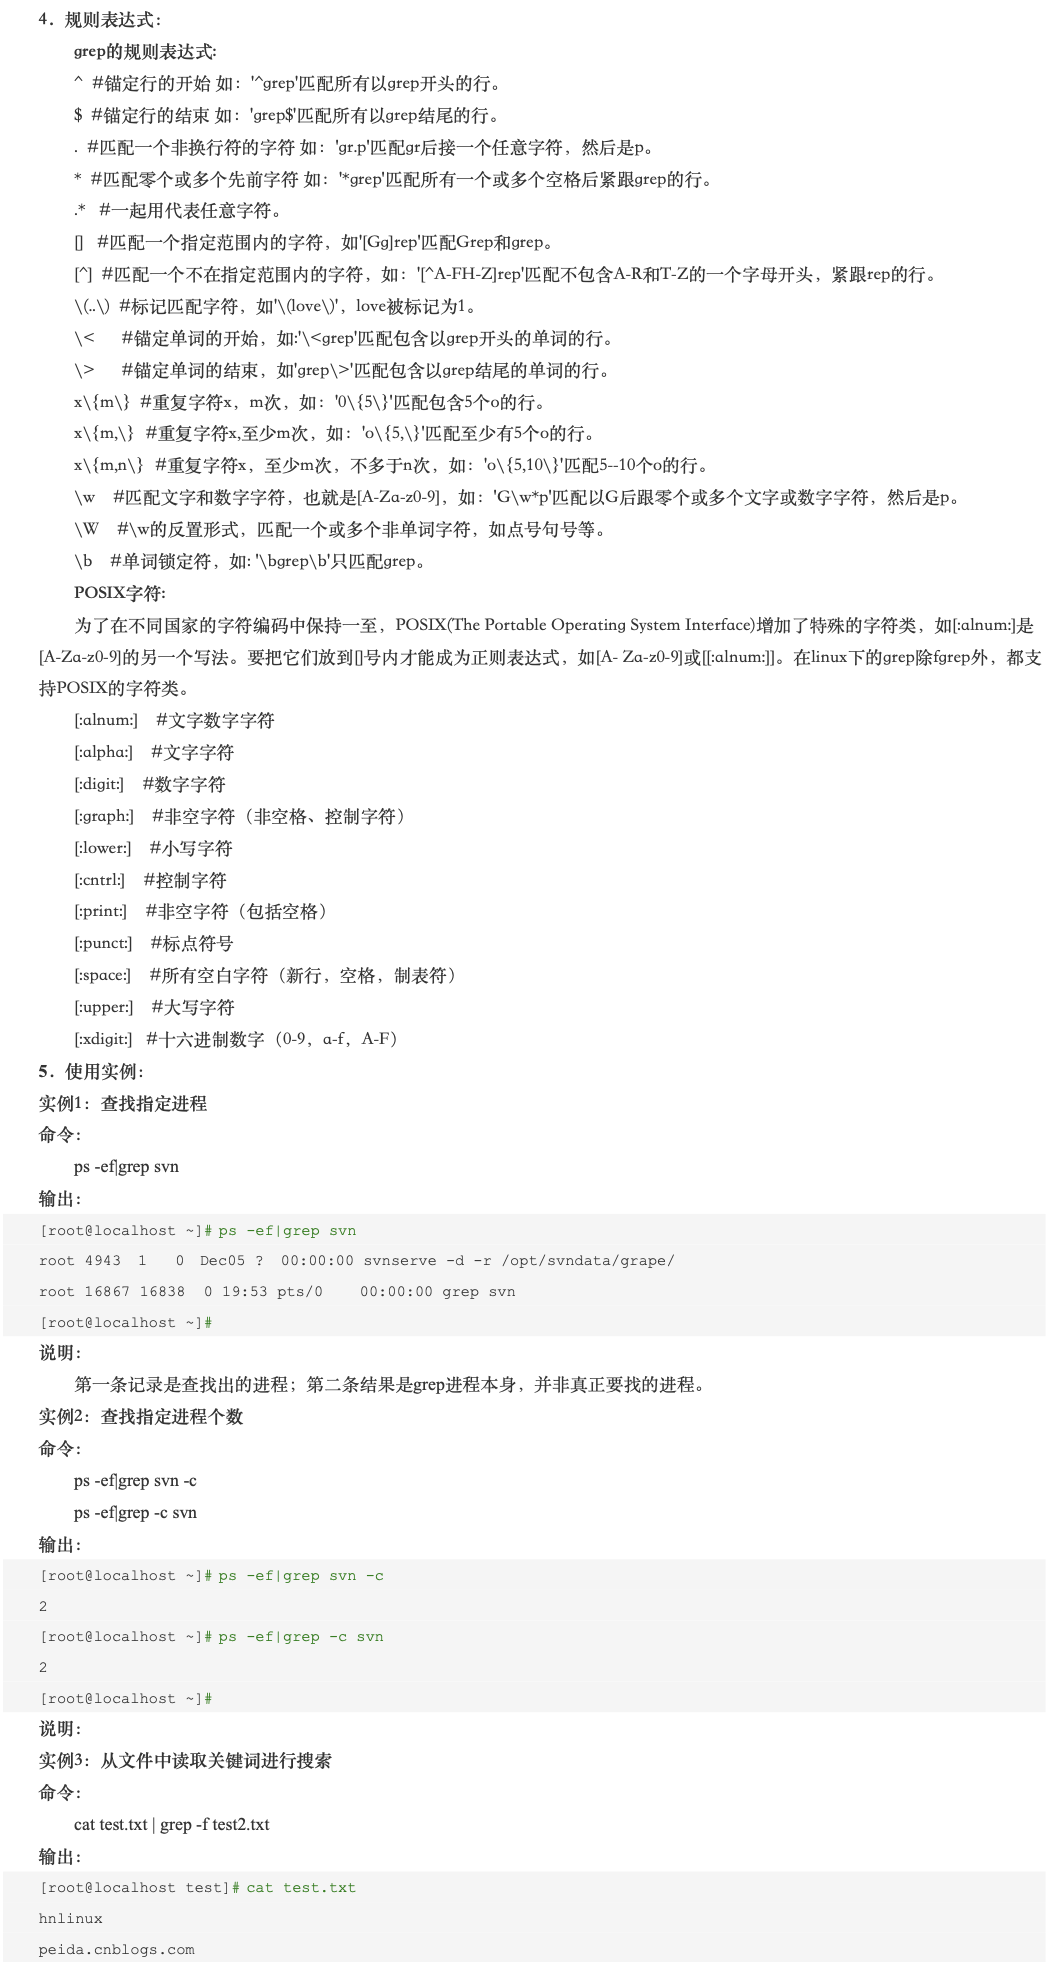 4．规则表达式：
grep的规则表达式:
^  #锚定行的开始 如：'^grep'匹配所有以grep开头的行。
$  #锚定行的结束 如：'grep$'匹配所有以grep结尾的行。
.  #匹配一个非换行符的字符 如：'gr.p'匹配gr后接一个任意字符，然后是p。
*  #匹配零个或多个先前字符 如：'*grep'匹配所有一个或多个空格后紧跟grep的行。
.*   #一起用代表任意字符。
[]   #匹配一个指定范围内的字符，如'[Gg]rep'匹配Grep和grep。
[^]  #匹配一个不在指定范围内的字符，如：'[^A-FH-Z]rep'匹配不包含A-R和T-Z的一个字母开头，紧跟rep的行。
\(..\)  #标记匹配字符，如'\(love\)'，love被标记为1。
\<      #锚定单词的开始，如:'\<grep'匹配包含以grep开头的单词的行。
\>      #锚定单词的结束，如'grep\>'匹配包含以grep结尾的单词的行。
x\{m\}  #重复字符x，m次，如：'0\{5\}'匹配包含5个o的行。
x\{m,\}  #重复字符x,至少m次，如：'o\{5,\}'匹配至少有5个o的行。
x\{m,n\}  #重复字符x，至少m次，不多于n次，如：'o\{5,10\}'匹配5--10个o的行。
\w    #匹配文字和数字字符，也就是[A-Za-z0-9]，如：'G\w*p'匹配以G后跟零个或多个文字或数字字符，然后是p。
\W    #\w的反置形式，匹配一个或多个非单词字符，如点号句号等。
\b    #单词锁定符，如: '\bgrep\b'只匹配grep。
POSIX字符:
为了在不同国家的字符编码中保持一至，POSIX(The Portable Operating System Interface)增加了特殊的字符类，如[:alnum:]是
[A-Za-z0-9]的另一个写法。要把它们放到[]号内才能成为正则表达式，如[A- Za-z0-9]或[[:alnum:]]。在linux下的grep除fgrep外，都支
持POSIX的字符类。
[:alnum:]    #文字数字字符
[:alpha:]    #文字字符
[:digit:]    #数字字符
[:graph:]    #非空字符（非空格、控制字符）
[:lower:]    #小写字符
[:cntrl:]    #控制字符
[:print:]    #非空字符（包括空格）
[:punct:]    #标点符号
[:space:]    #所有空白字符（新行，空格，制表符）
[:upper:]    #大写字符
[:xdigit:]   #十六进制数字（0-9，a-f，A-F）
5．使用实例：
实例1：查找指定进程
命令：
ps -ef|grep svn
输出：
[root@localhost ~]# ps -ef|grep svn
root 4943  1   0  Dec05 ?  00:00:00 svnserve -d -r /opt/svndata/grape/
root 16867 16838  0 19:53 pts/0    00:00:00 grep svn
[root@localhost ~]#
说明：
第一条记录是查找出的进程；第二条结果是grep进程本身，并非真正要找的进程。
实例2：查找指定进程个数
命令：
ps -ef|grep svn -c
ps -ef|grep -c svn
输出：
[root@localhost ~]# ps -ef|grep svn -c
2
[root@localhost ~]# ps -ef|grep -c svn
2
[root@localhost ~]#
说明：
实例3：从文件中读取关键词进行搜索
命令：
cat test.txt | grep -f test2.txt
输出：
[root@localhost test]# cat test.txt
hnlinux
peida.cnblogs.com